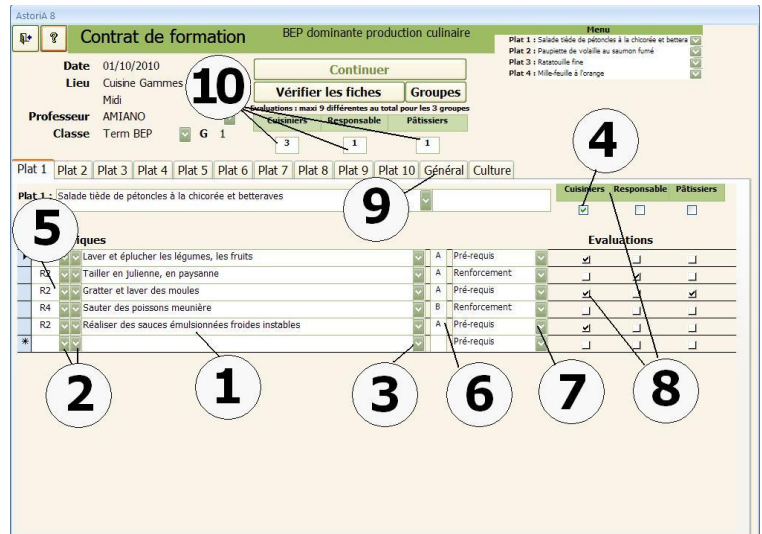 AstoriA 8
Contrat de formation
BEP dominante production culinaire
Menu
Plat 1 : Salade tiède de pétoncles à la chicorée et bettera
Plat 2 : Paupiette de volaille au saumon fumé
Plat 3 : Ratatouille fine
Plat 4 : Mille-feuille à l'orange
Date 01/10/2010
Lieu Cuisine Gammes
Midi
Professeur AMIANO
Classe Term BEP G 1
Continuer
Vérifier les fiches Groupes
Evaluations : maxi 9 différentes au total pour les 3 groupes
Cuisiniers Responsable Pâtissiers
3 1 1
10
Plat 1 Plat 2 Plat 3 Plat 4 Plat 5 Plat 6 Plat 7 Plat 8 Plat 9 Plat 10 Général Culture
4
Plat 1 : Salade tiède de pétoncles à la chicorée et betteraves
Cuisiniers Responsable Pâtissiers
9
5
iques Evaluations
Laver et éplucher les légumes, les fruits A Pré-requis
R2 Tailler en julienne, en paysanne A Renforcement
R2 Gratter et laver des moules A Pré-requis
R4 Sauter des poissons meunière B Renforcement
R2 Réaliser des sauces émulsionnées froides instables A Pré-requis
* Pré-requis
2 1 3 6 7 8